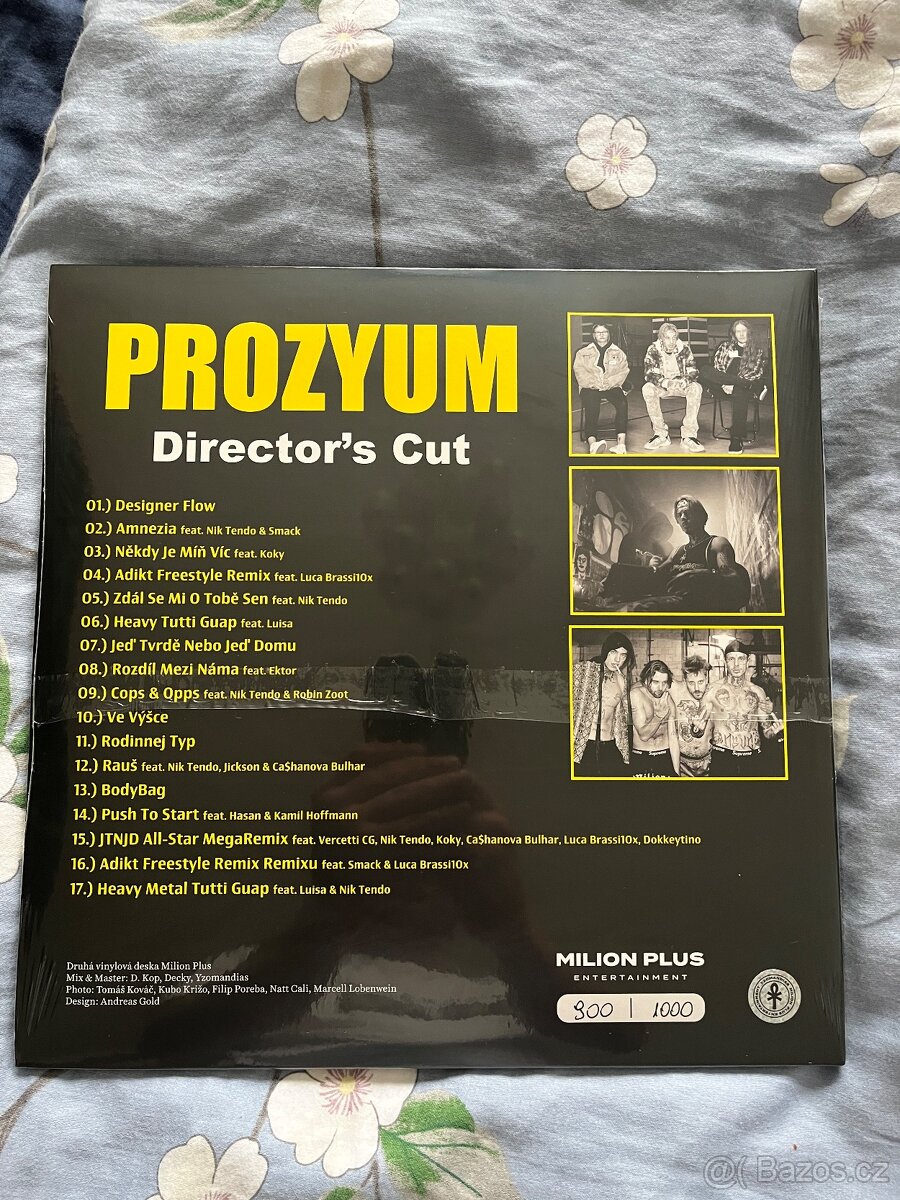 PROZYUM
Director's Cut
01.) Designer Flow
02.) Amnezia feat. Nik Tendo & Smack
03.) Někdy Je Míň Víc feat. Koky
04.) Adikt Freestyle Remix feat. Luca Brassi10x
05.) Zdál Se Mi O Tobě Sen feat. Nik Tendo
06.) Heavy Tutti Guap feat. Luisa
07.) Jeď Tvrdě Nebo Jeď Domu
08.) Rozdíl Mezi Náma feat. Ektor
09.) Cops & Opps feat. Nik Tendo & Robin Zoot
10.) Ve Výšce
11.) Rodinnej Typ
12.) Rauš feat. Nik Tendo, Jickson & Ca$hanova Bulhar
13.) BodyBag
14.) Push To Start feat. Hasan & Kamil Hoffmann
15.) JTNJD All-Star MegaRemix feat. Vercetti CG, Nik Tendo, Koky, Ca$hanova Bulhar, Luca Brassi10x, Dokkeytino
16.) Adikt Freestyle Remix Remixu feat. Smack & Luca Brassi10x
17.) Heavy Metal Tutti Guap feat. Luisa & Nik Tendo
Druhá vinylová deska Milion Plus
Mix & Master: D. Kop, Decky, Yzomandias
Photo: Tomáš Kováč, Kubo Križo, Filip Poreba, Natt Cali, Marcell Lobenwein
Design: Andreas Gold
MILION PLUS
ENTERTAINMENT
900 | 1000
@( Bazos.cz